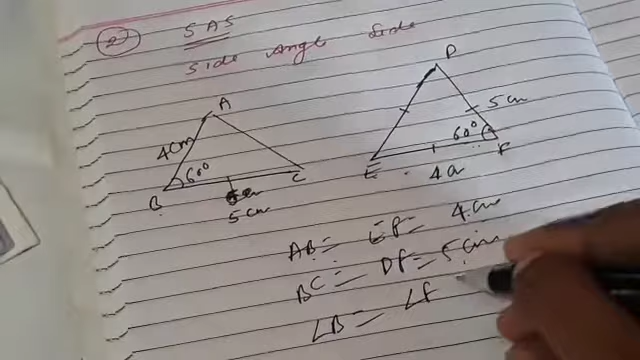 2 SAS
Side Angle Side
A
4cm
60°
B
C
5cm
D
5cm
60°
E
F
4cm
AB = EF = 4cm
BC = DF = 5cm
∠B = ∠F